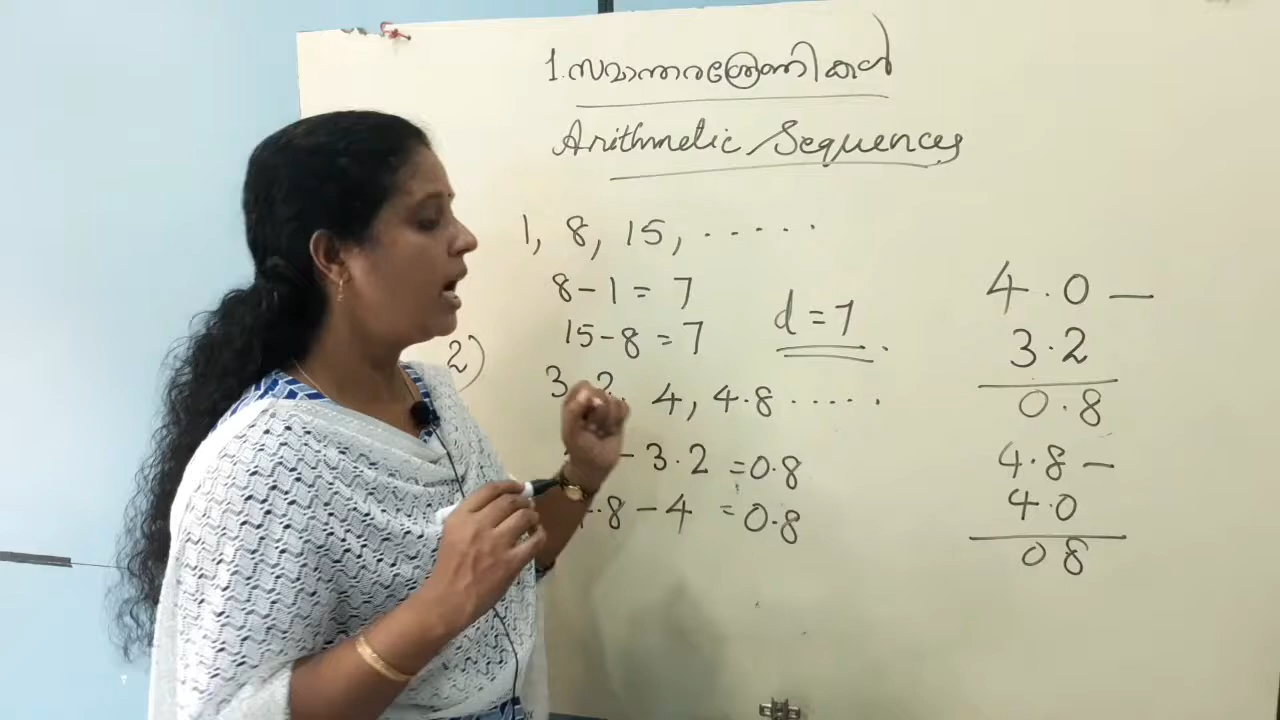 1. സമാന്തരശ്രേണികൾ
Arithmetic Sequences
1, 8, 15, .....
8 - 1 = 7
15 - 8 = 7
d = 7
2)
3.2, 4, 4.8 .....
- 3.2 = 0.8
.8 - 4 = 0.8
4.0 —
3.2
0.8
4.8 —
4.0
0 8